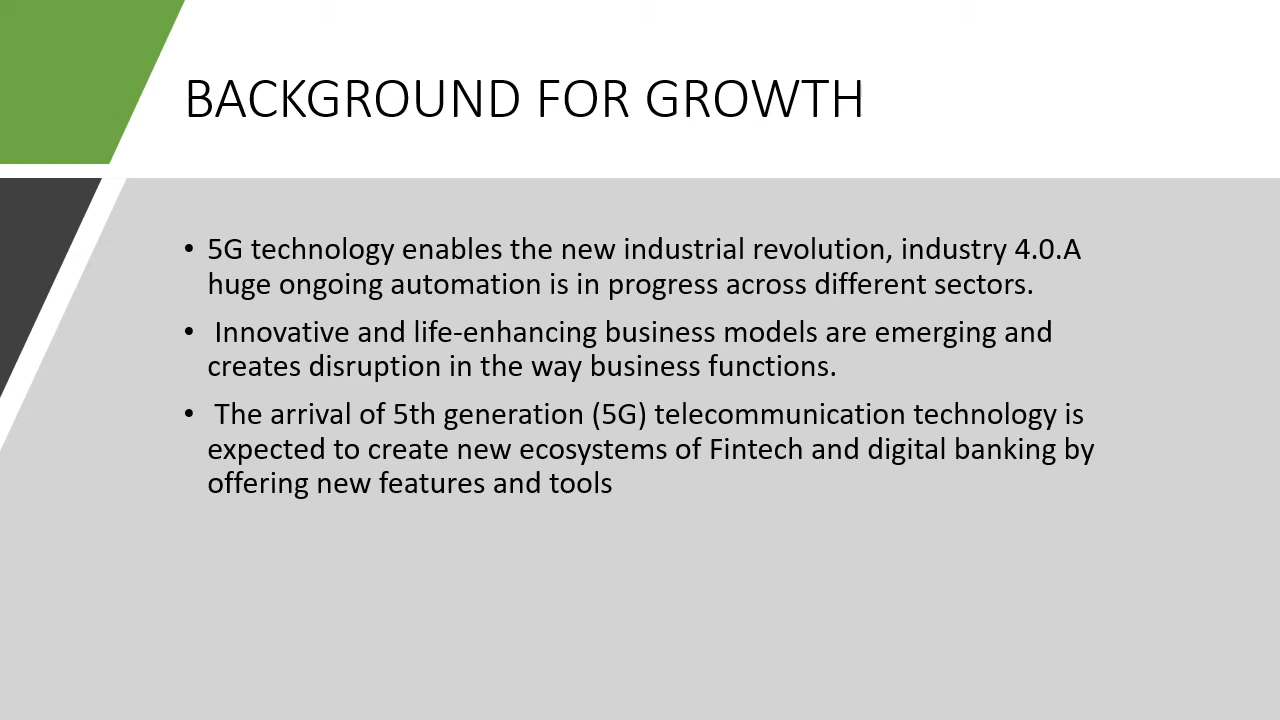 BACKGROUND FOR GROWTH
• 5G technology enables the new industrial revolution, industry 4.0.A
huge ongoing automation is in progress across different sectors.
• Innovative and life-enhancing business models are emerging and
creates disruption in the way business functions.
• The arrival of 5th generation (5G) telecommunication technology is
expected to create new ecosystems of Fintech and digital banking by
offering new features and tools